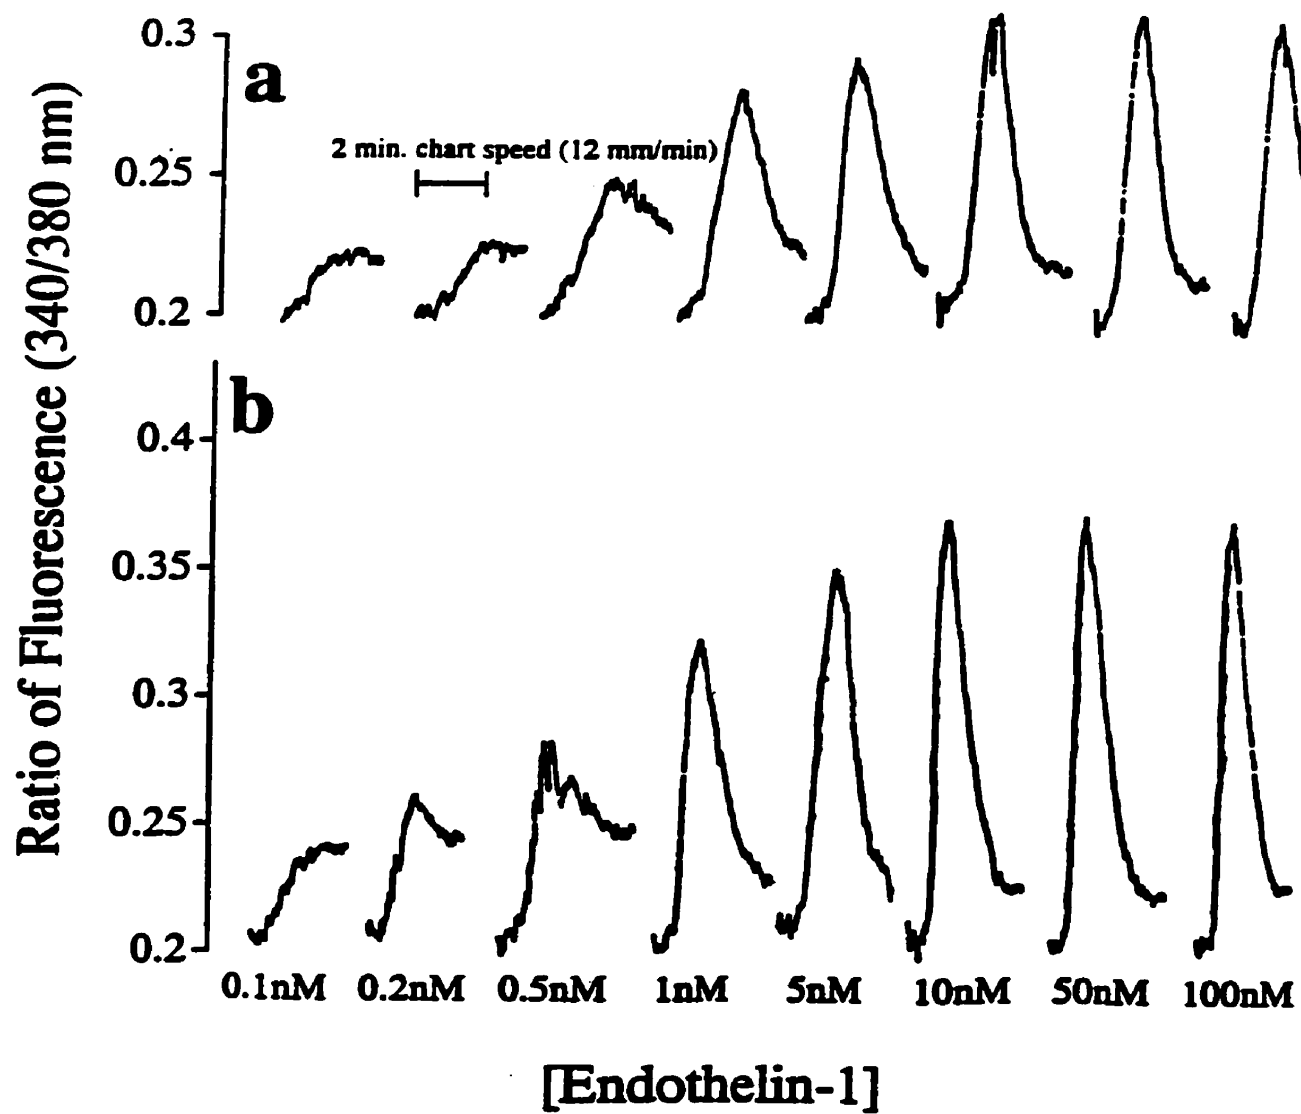 Ratio of Fluorescence (340/380 nm)
a
0.3
0.25
0.2
2 min. chart speed (12 mm/min)
b
0.4
0.35
0.3
0.25
0.2
0.1nM 0.2nM 0.5nM 1nM 5nM 10nM 50nM 100nM
[Endothelin-1]